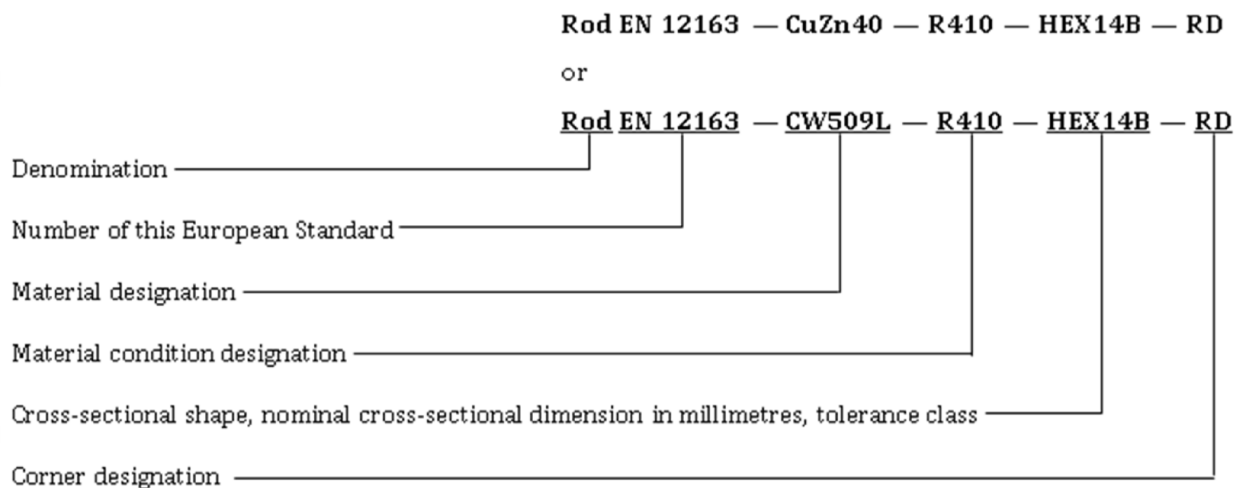 Rod EN 12163 — CuZn40 — R410 — HEX14B — RD
or
Rod EN 12163 — CW509L — R410 — HEX14B — RD
Denomination
Number of this European Standard
Material designation
Material condition designation
Cross-sectional shape, nominal cross-sectional dimension in millimetres, tolerance class
Corner designation